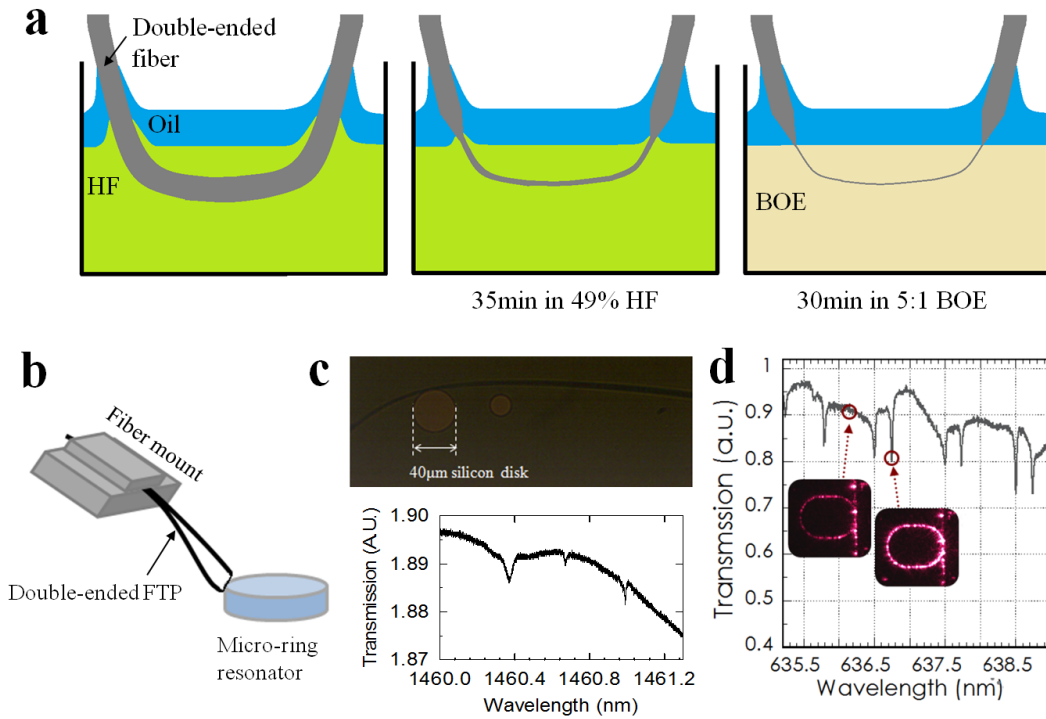 a
Double-ended
fiber
Oil
HF
BOE
35min in 49% HF
30min in 5:1 BOE
b
Fiber mount
Double-ended FTP
Micro-ring
resonator
c
40μm silicon disk
1.90
1.89
1.88
1.87
Transmission (A.U.)
1460.0 1460.4 1460.8 1461.2
Wavelength (nm)
d
1
0.9
0.8
0.7
0.6
0.5
0.4
Transmssion (a.u.)
635.5 636.5 637.5 638.5
Wavelength (nm)